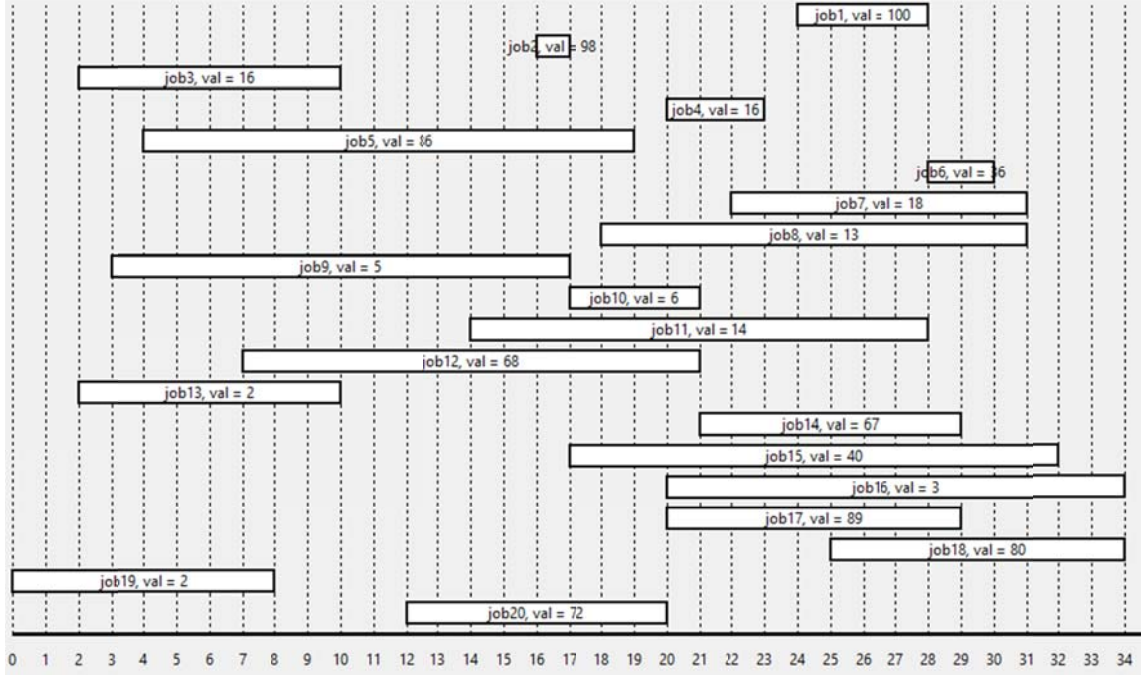 job1, val = 100
job2, val = 98
job3, val = 16
job4, val = 16
job5, val = 86
job6, val = 36
job7, val = 18
job8, val = 13
job9, val = 5
job10, val = 6
job11, val = 14
job12, val = 68
job13, val = 2
job14, val = 67
job15, val = 40
job16, val = 3
job17, val = 89
job18, val = 80
job19, val = 2
job20, val = 72
0 1 2 3 4 5 6 7 8 9 10 11 12 13 14 15 16 17 18 19 20 21 22 23 24 25 26 27 28 29 30 31 32 33 34